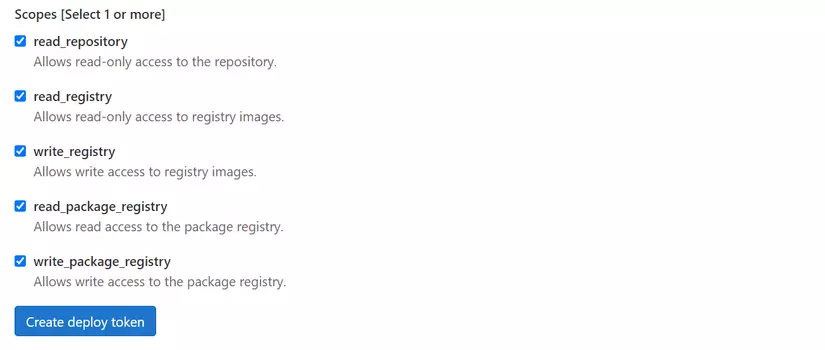 Scopes [Select 1 or more]
read_repository
Allows read-only access to the repository.
read_registry
Allows read-only access to registry images.
write_registry
Allows write access to registry images.
read_package_registry
Allows read access to the package registry.
write_package_registry
Allows write access to the package registry.
Create deploy token